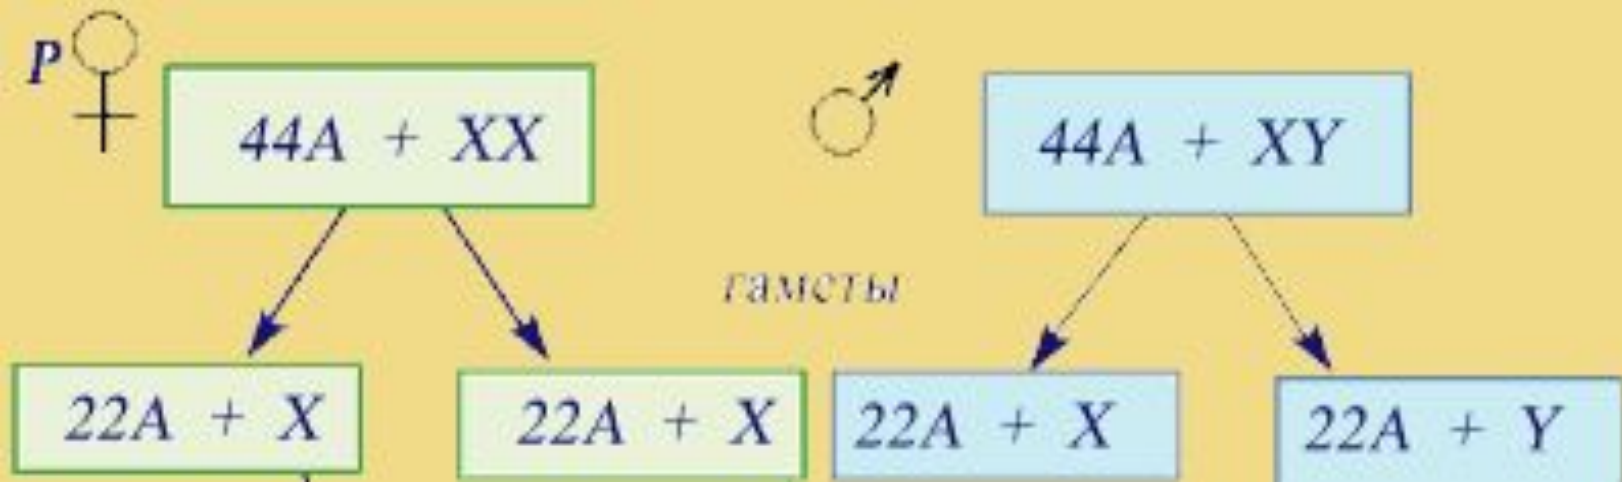 P
44A + XX
44A + XY
гаметы
22A + X
22A + X
22A + X
22A + Y